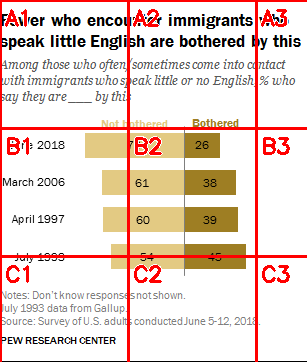 Fewer who encounter immigrants who
speak little English are bothered by this
Among those who often/sometimes come into contact
with immigrants who speak little or no English, % who
say they are ___ by this
Not bothered Bothered
June 2018 26
March 2006 61 38
April 1997 60 39
July 1993 54 45
Notes: Don't know responses not shown.
July 1993 data from Gallup.
Source: Survey of U.S. adults conducted June 5-12, 2018.
PEW RESEARCH CENTER
A1 A2 A3
B1 B2 B3
C1 C2 C3